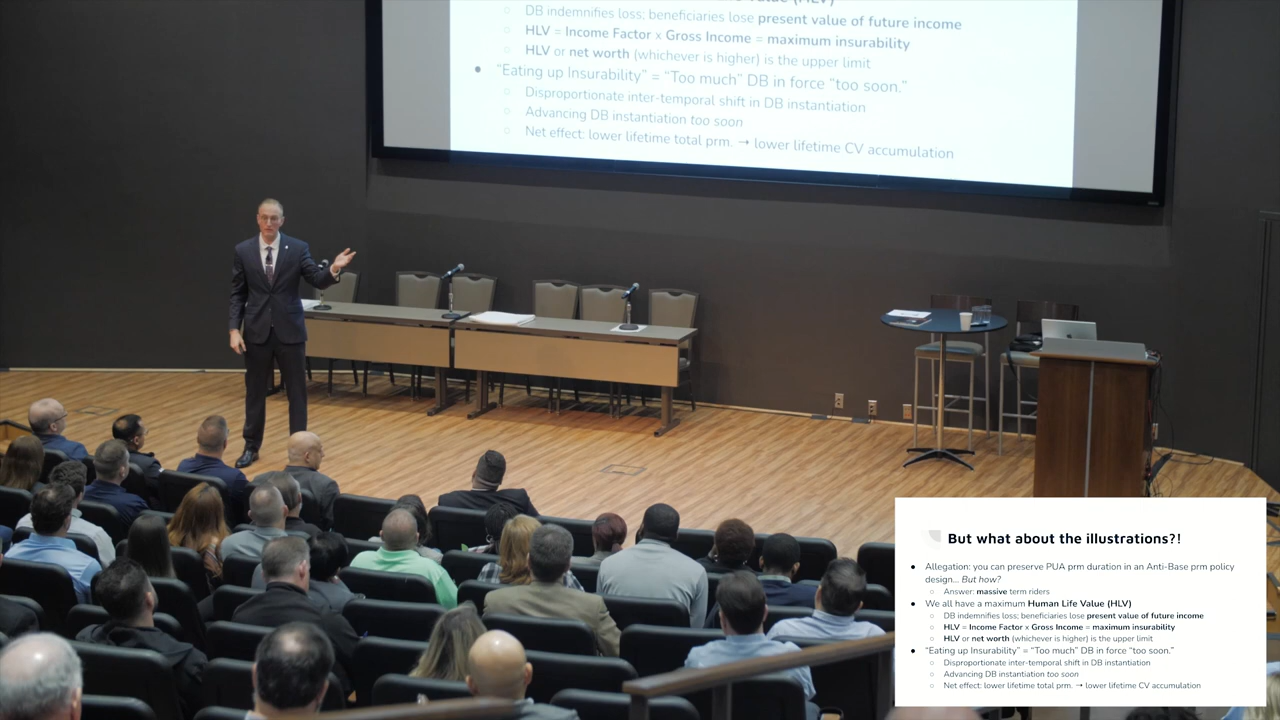 DB indemnifies loss; beneficiaries lose present value of future income
HLV = Income Factor x Gross Income = maximum insurability
HLV or net worth (whichever is higher) is the upper limit
● “Eating up Insurability” = “Too much” DB in force “too soon.”
○ Disproportionate inter-temporal shift in DB instantiation
○ Advancing DB instantiation too soon
○ Net effect: lower lifetime total prm. → lower lifetime CV accumulation
But what about the illustrations?!
● Allegation: you can preserve PUA prm duration in an Anti-Base prm policy
design... But how?
○ Answer: massive term riders
● We all have a maximum Human Life Value (HLV)
○ DB indemnifies loss; beneficiaries lose present value of future income
○ HLV = Income Factor x Gross Income = maximum insurability
○ HLV or net worth (whichever is higher) is the upper limit
● “Eating up Insurability” = “Too much” DB in force “too soon.”
○ Disproportionate inter-temporal shift in DB instantiation
○ Advancing DB instantiation too soon
○ Net effect: lower lifetime total prm. → lower lifetime CV accumulation